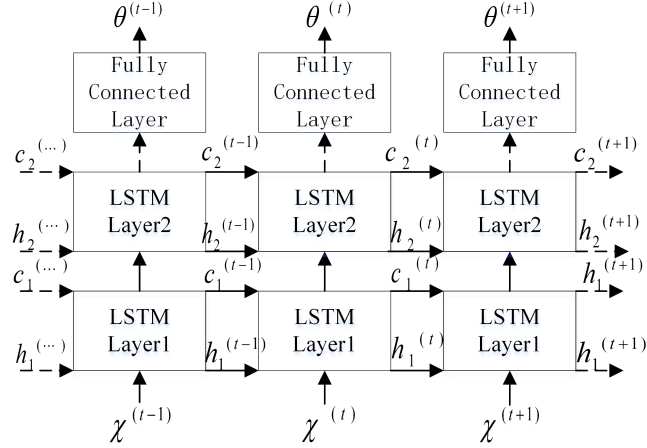 θ^(t-1) θ^(t) θ^(t+1)
Fully Fully Fully
Connected Connected Connected
Layer Layer Layer
c₂^(...) c₂^(t-1) c₂^(t) c₂^(t+1)
LSTM LSTM LSTM
Layer2 Layer2 Layer2
h₂^(...) h₂^(t-1) h₂^(t) h₂^(t+1)
c₁^(...) c₁^(t-1) c₁^(t) h₁^(t+1)
LSTM LSTM LSTM
Layer1 Layer1 Layer1
h₁^(...) h₁^(t-1) h₁^(t) h₁^(t+1)
χ^(t-1) χ^(t) χ^(t+1)